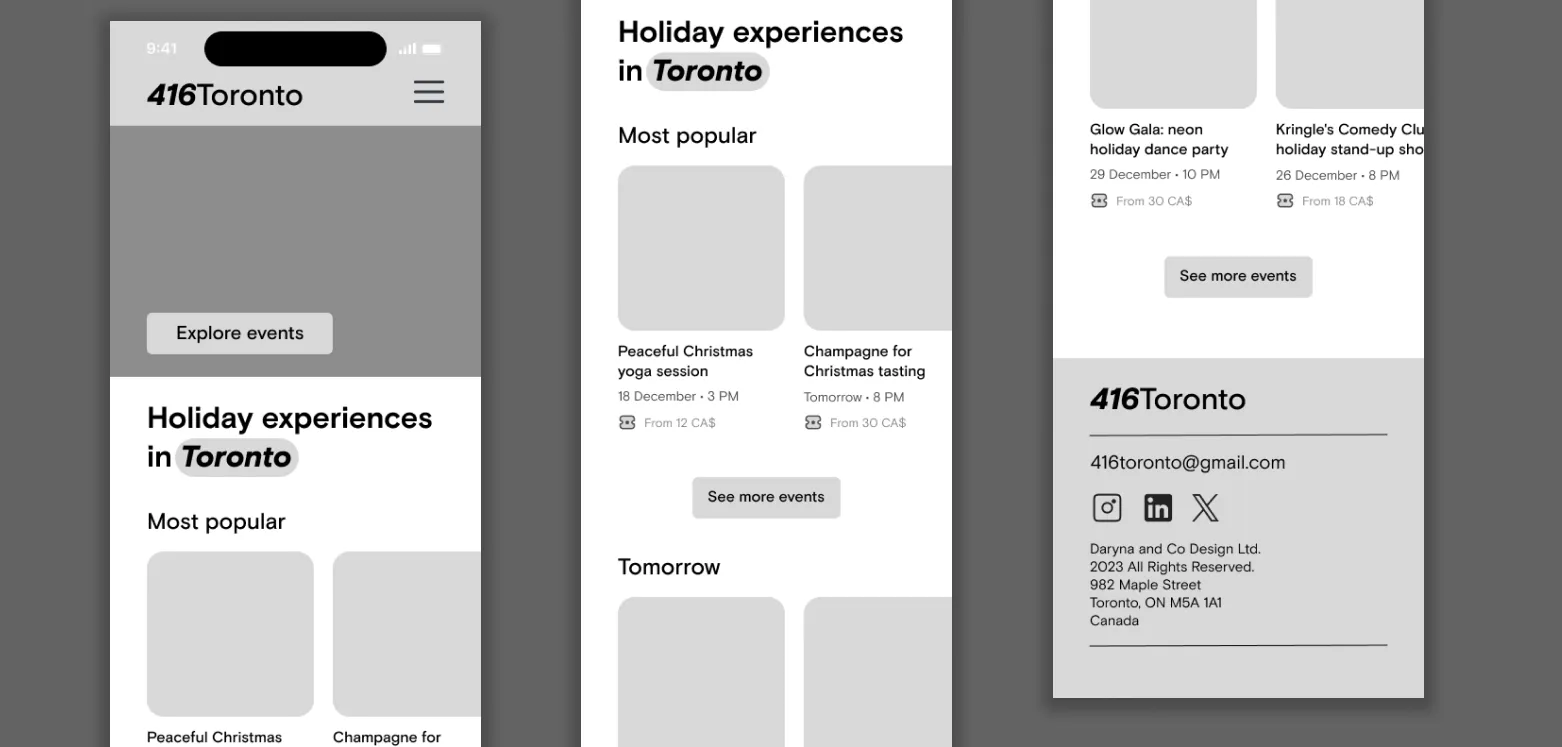 9:41
416Toronto
Explore events
Holiday experiences
in Toronto
Most popular
Peaceful Christmas
Champagne for
Holiday experiences
in Toronto
Most popular
Peaceful Christmas
yoga session
18 December • 3 PM
From 12 CA$
Champagne for
Christmas tasting
Tomorrow • 8 PM
From 30 CA$
See more events
Tomorrow
Glow Gala: neon
holiday dance party
29 December • 10 PM
From 30 CA$
Kringle's Comedy Clu
holiday stand-up sho
26 December • 8 PM
From 18 CA$
See more events
416Toronto
416toronto@gmail.com
in
Daryna and Co Design Ltd.
2023 All Rights Reserved.
982 Maple Street
Toronto, ON M5A 1A1
Canada